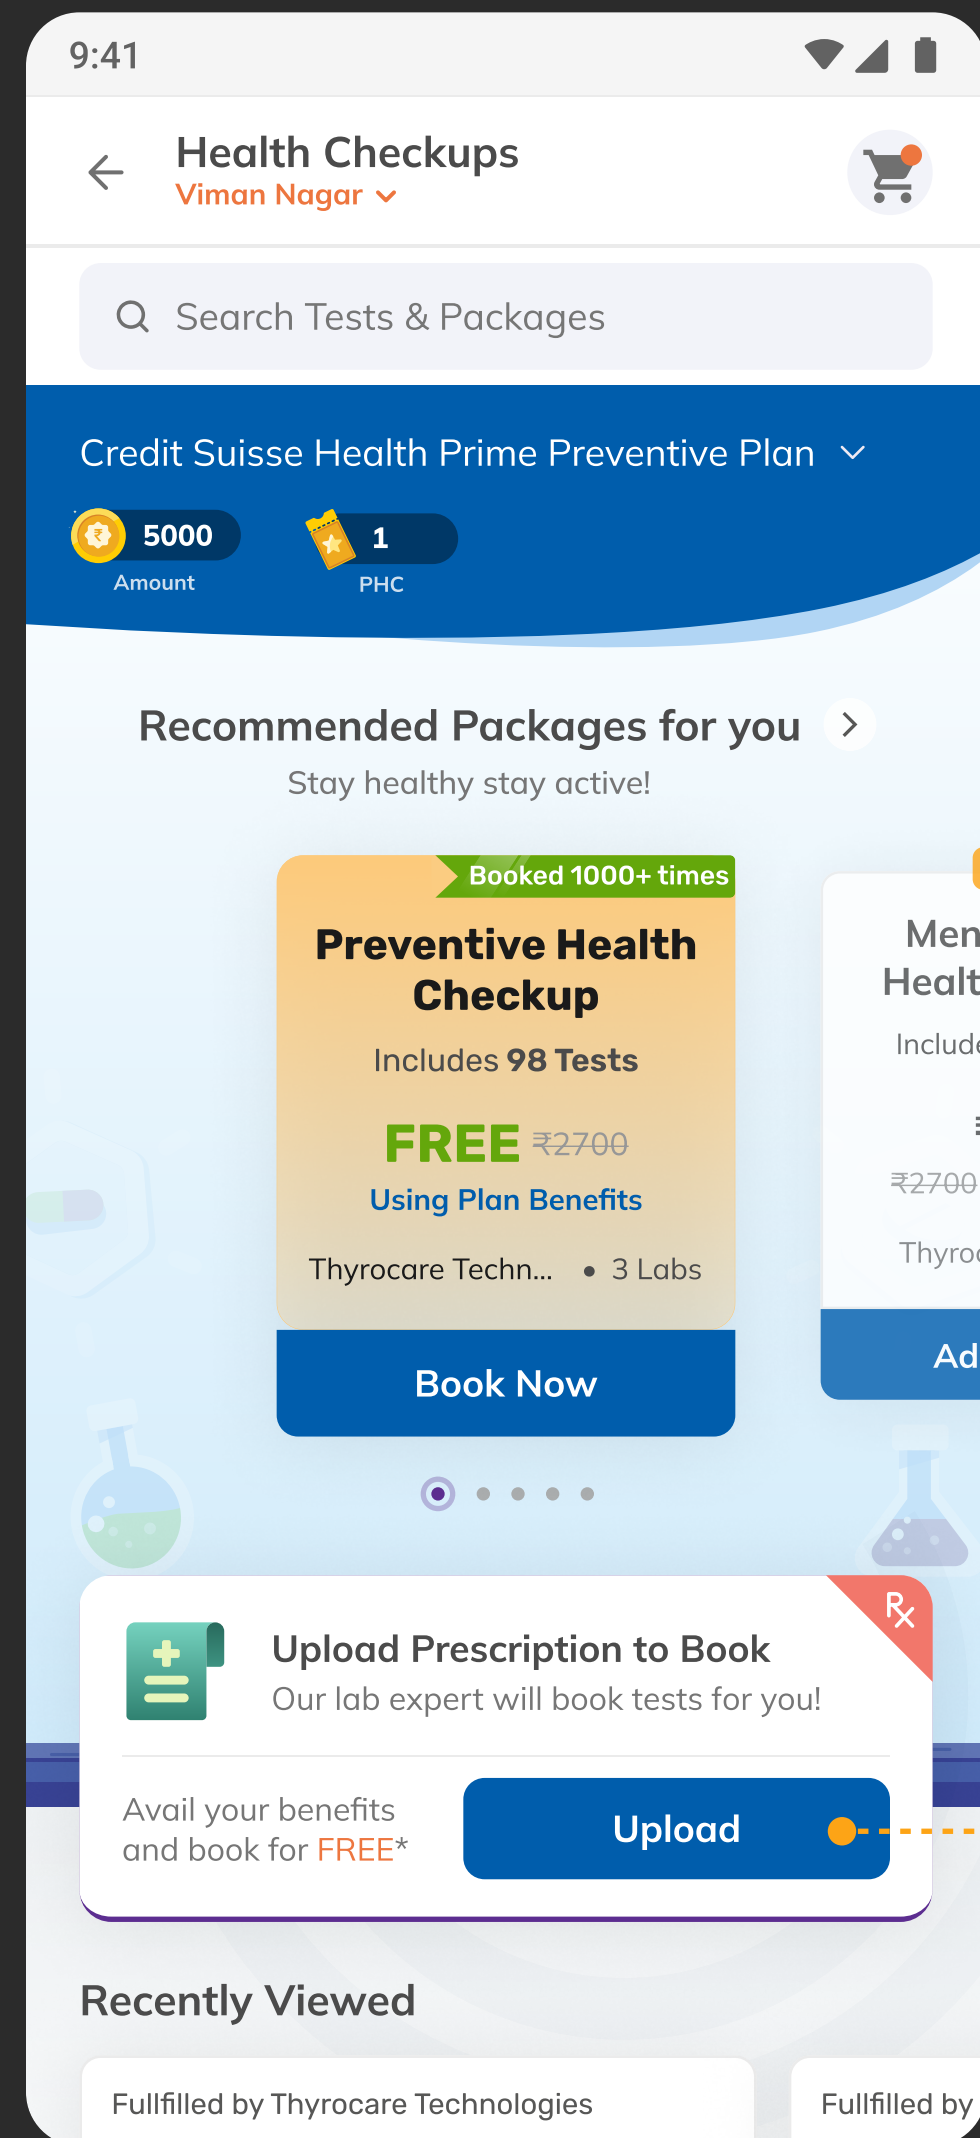 9:41
Health Checkups
Viman Nagar
Search Tests & Packages
Credit Suisse Health Prime Preventive Plan
5000
1
Amount
PHC
Recommended Packages for you
Stay healthy stay active!
Booked 1000+ times
Preventive Health
Checkup
Includes 98 Tests
FREE ₹2700
Using Plan Benefits
Thyrocare Techn... • 3 Labs
Book Now
Men
Healt
Include
₹
₹2700
Thyroc
Ad
Rx
Upload Prescription to Book
Our lab expert will book tests for you!
Avail your benefits
and book for FREE*
Upload
Recently Viewed
Fullfilled by Thyrocare Technologies
Fullfilled by